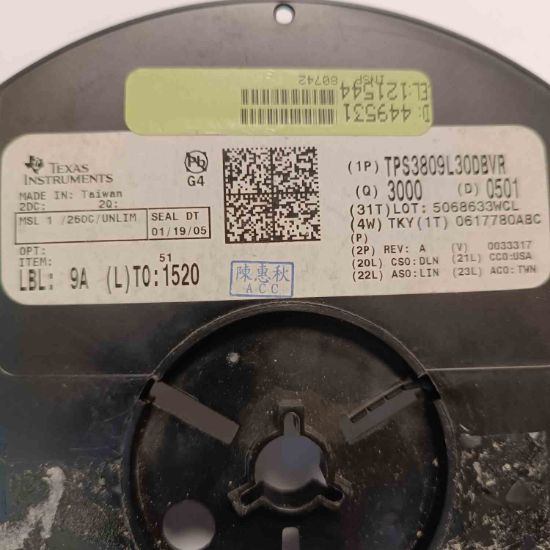 INSP 80742
EL:121544
D: 449531
TEXAS
INSTRUMENTS
MADE IN: Taiwan
2DC: 2Q:
MSL 1 /260C/UNLIM
SEAL DT
01/19/05
OPT:
ITEM: 51
LBL: 9A (L)TO:1520
Pb
G4
(1P) TPS3809L30DBVR
(Q) 3000 (D) 0501
(31T)LOT: 5068633WCL
(4W) TKY(1T) 0617780ABC
(P)
(2P) REV: A (V) 0033317
(20L) CSO:DLN (21L) CCO:USA
(22L) ASO:LIN (23L) ACO:TWN
陳惠秋
ACC